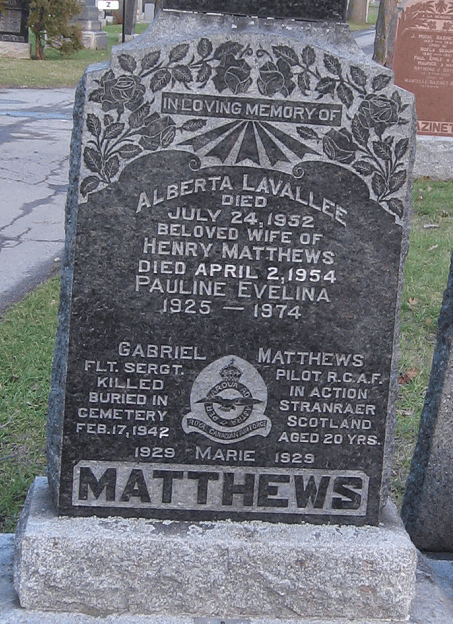 IN LOVING MEMORY OF
ALBERTA LAVALLEE
DIED
JULY 24, 1952
BELOVED WIFE OF
HENRY MATTHEWS
DIED APRIL 2, 1954
PAULINE EVELINA
1925 — 1974
GABRIEL MATTHEWS
FLT. SERGT. PILOT, R.C.A.F.
KILLED IN ACTION
BURIED IN STRANRAER
CEMETERY SCOTLAND
FEB. 17, 1942 AGED 20 YRS.
ROYAL CANADIAN AIR FORCE
1929 MARIE 1929
MATTHEWS